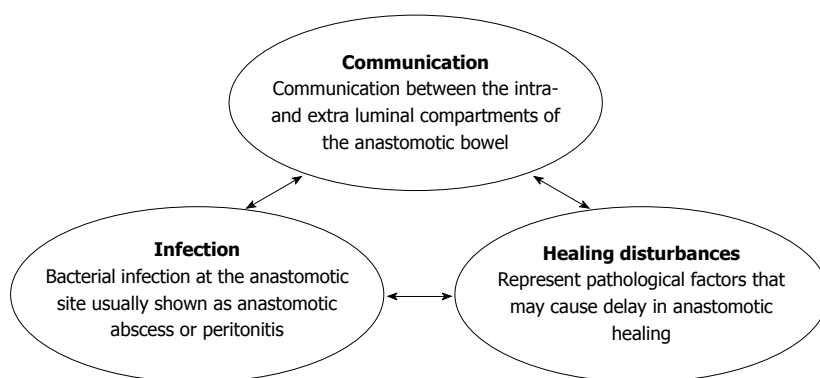 Communication
Communication between the intra-
and extra luminal compartments of
the anastomotic bowel
Infection
Bacterial infection at the anastomotic
site usually shown as anastomotic
abscess or peritonitis
Healing disturbances
Represent pathological factors that
may cause delay in anastomotic
healing